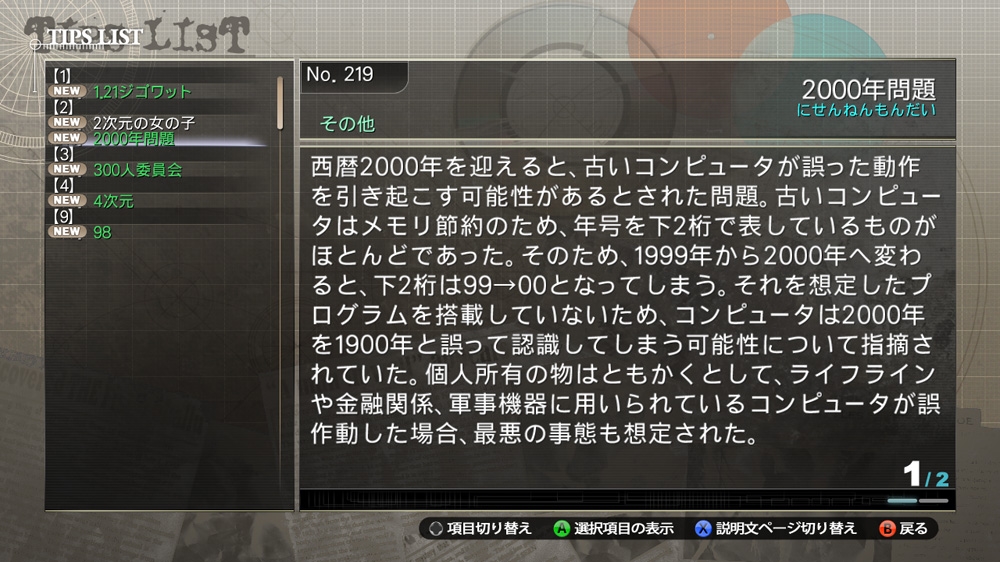 TIPS LIST
TIPS LIST
【1】
NEW 1.21ジゴワット
【2】
NEW 2次元の女の子
NEW 2000年問題
【3】
NEW 300人委員会
【4】
NEW 4次元
【9】
NEW 98
No. 219
2000年問題
にせんねんもんだい
その他
西暦2000年を迎えると、古いコンピュータが誤った動作
を引き起こす可能性があるとされた問題。古いコンピュー
タはメモリ節約のため、年号を下2桁で表しているものが
ほとんどであった。そのため、1999年から2000年へ変わ
ると、下2桁は99→00となってしまう。それを想定したプ
ログラムを搭載していないため、コンピュータは2000年
を1900年と誤って認識してしまう可能性について指摘さ
れていた。個人所有の物はともかくとして、ライフライン
や金融関係、軍事機器に用いられているコンピュータが誤
作動した場合、最悪の事態も想定された。
1/2
項目切り替え A 選択項目の表示 X 説明文ページ切り替え B 戻る